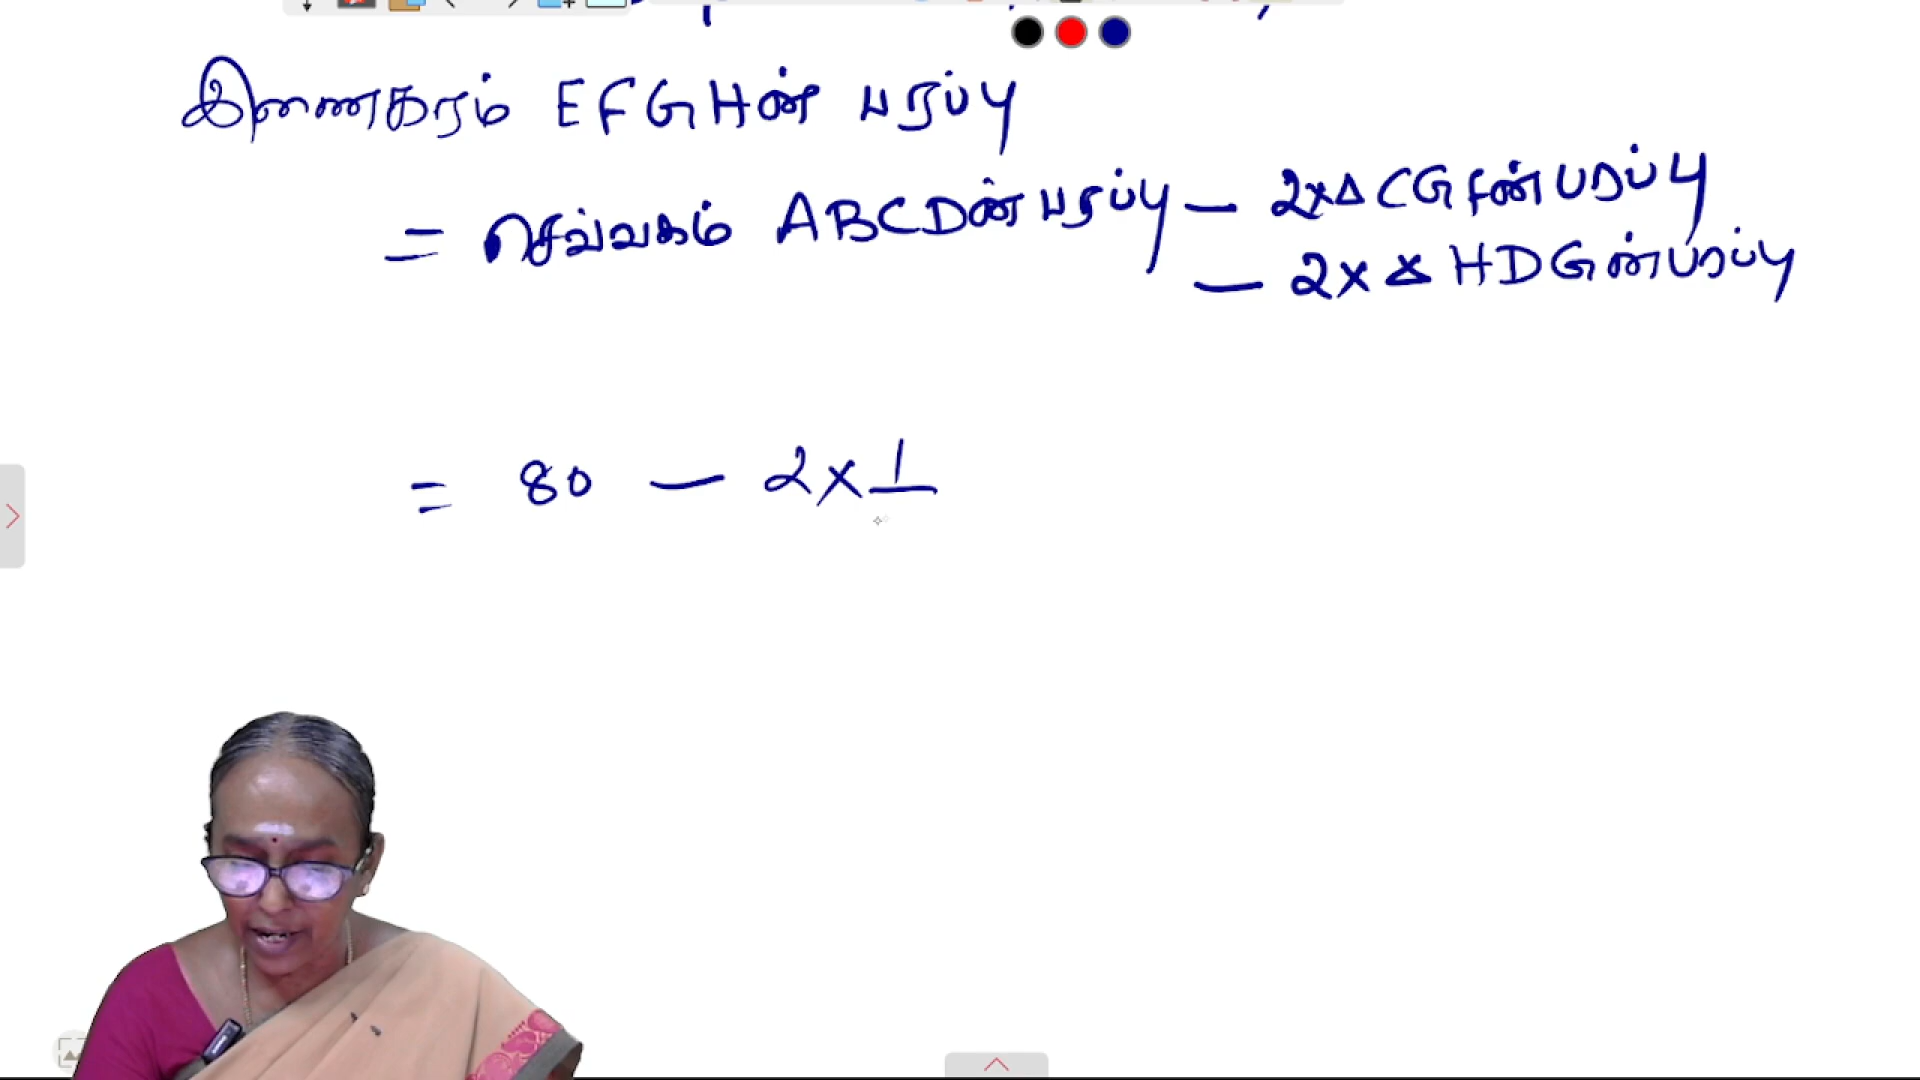 இணைகரம் EFGHன் பரப்பு
= செவ்வகம் ABCDன் பரப்பு – 2×Δ CGFன் பரப்பு
– 2×Δ HDGன் பரப்பு
= 80 – 2×1/